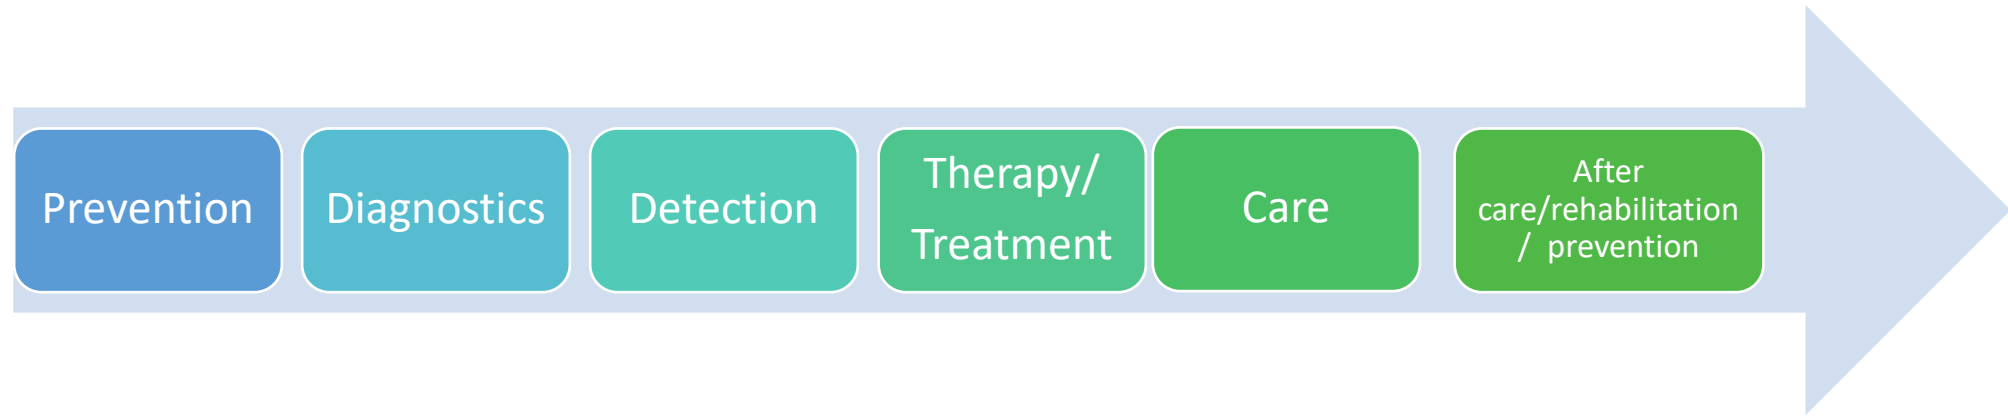 Prevention
Diagnostics
Detection
Therapy/
Treatment
Care
After
care/rehabilitation
/ prevention